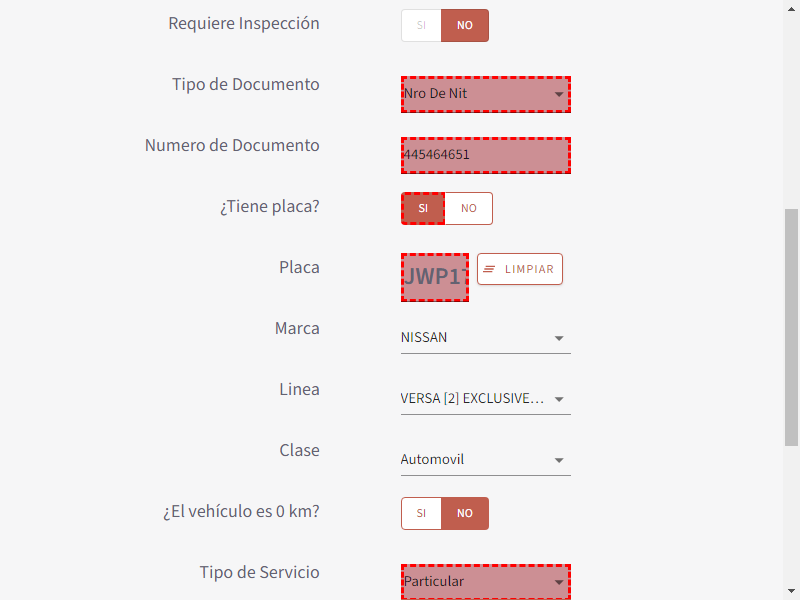 Requiere Inspección SI NO
Tipo de Documento Nro De Nit
Numero de Documento 445464651
¿Tiene placa? SI NO
Placa JWP1 LIMPIAR
Marca NISSAN
Linea VERSA [2] EXCLUSIVE...
Clase Automovil
¿El vehículo es 0 km? SI NO
Tipo de Servicio Particular